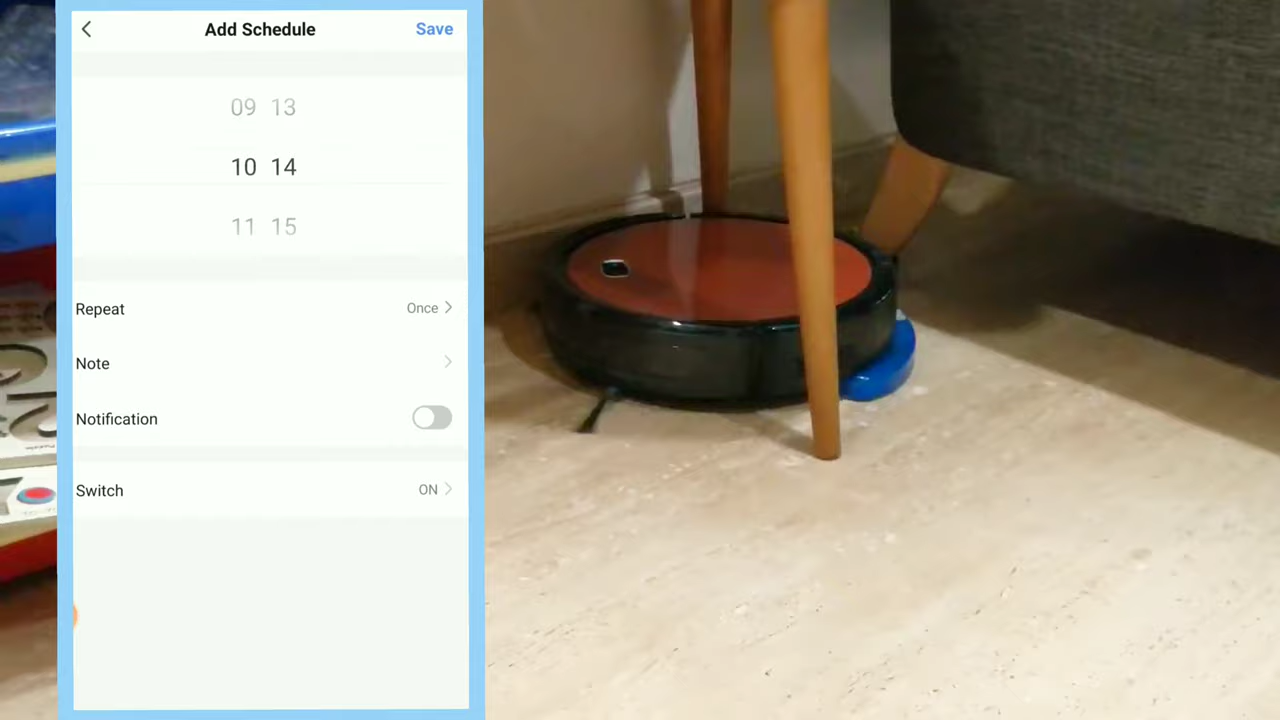 Add Schedule Save
09 13
10 14
11 15
Repeat Once
Note
Notification
Switch ON